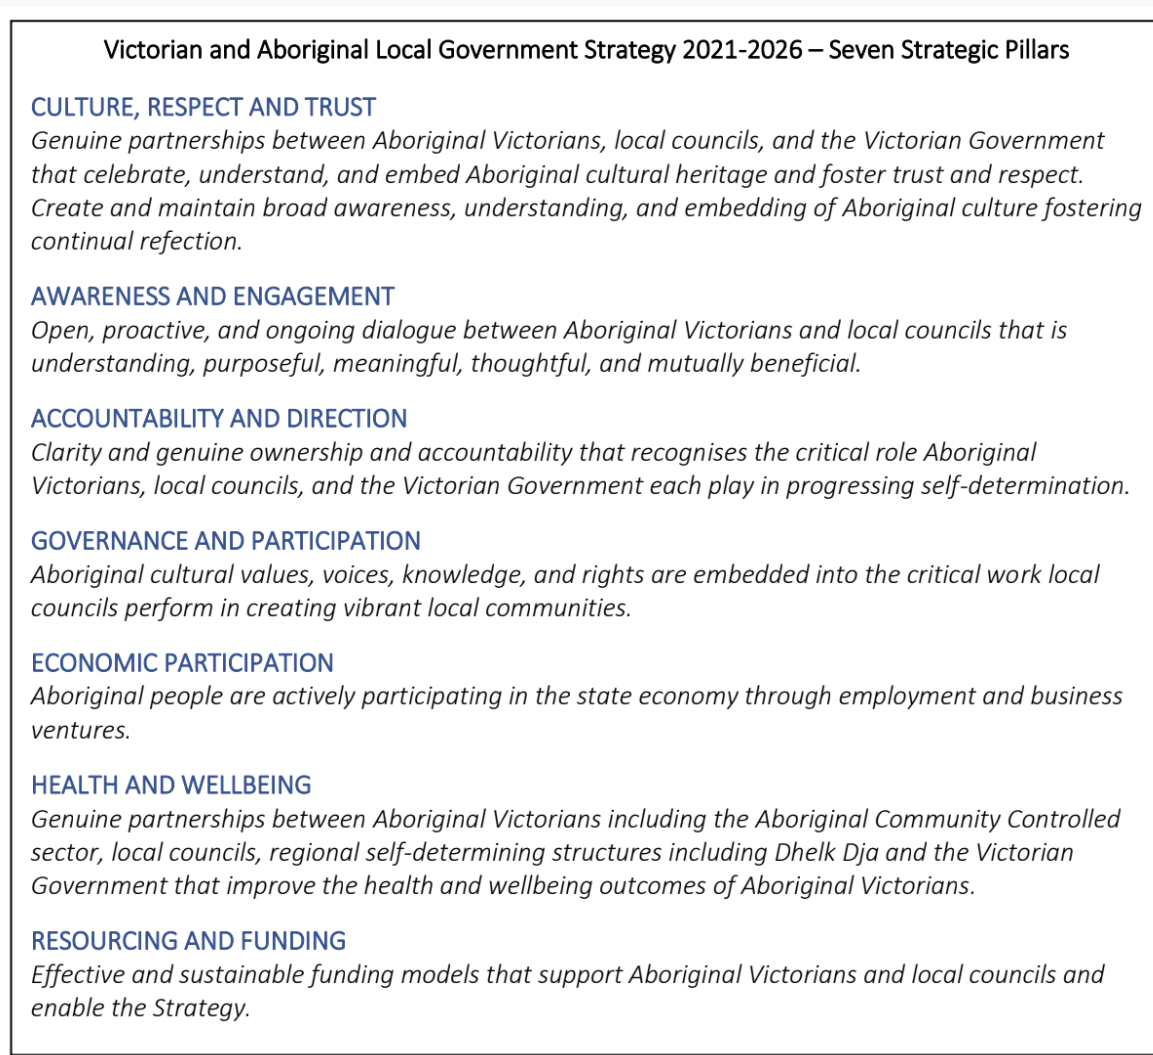 Victorian and Aboriginal Local Government Strategy 2021-2026 – Seven Strategic Pillars
CULTURE, RESPECT AND TRUST
Genuine partnerships between Aboriginal Victorians, local councils, and the Victorian Government
that celebrate, understand, and embed Aboriginal cultural heritage and foster trust and respect.
Create and maintain broad awareness, understanding, and embedding of Aboriginal culture fostering
continual refection.
AWARENESS AND ENGAGEMENT
Open, proactive, and ongoing dialogue between Aboriginal Victorians and local councils that is
understanding, purposeful, meaningful, thoughtful, and mutually beneficial.
ACCOUNTABILITY AND DIRECTION
Clarity and genuine ownership and accountability that recognises the critical role Aboriginal
Victorians, local councils, and the Victorian Government each play in progressing self-determination.
GOVERNANCE AND PARTICIPATION
Aboriginal cultural values, voices, knowledge, and rights are embedded into the critical work local
councils perform in creating vibrant local communities.
ECONOMIC PARTICIPATION
Aboriginal people are actively participating in the state economy through employment and business
ventures.
HEALTH AND WELLBEING
Genuine partnerships between Aboriginal Victorians including the Aboriginal Community Controlled
sector, local councils, regional self-determining structures including Dhelk Dja and the Victorian
Government that improve the health and wellbeing outcomes of Aboriginal Victorians.
RESOURCING AND FUNDING
Effective and sustainable funding models that support Aboriginal Victorians and local councils and
enable the Strategy.